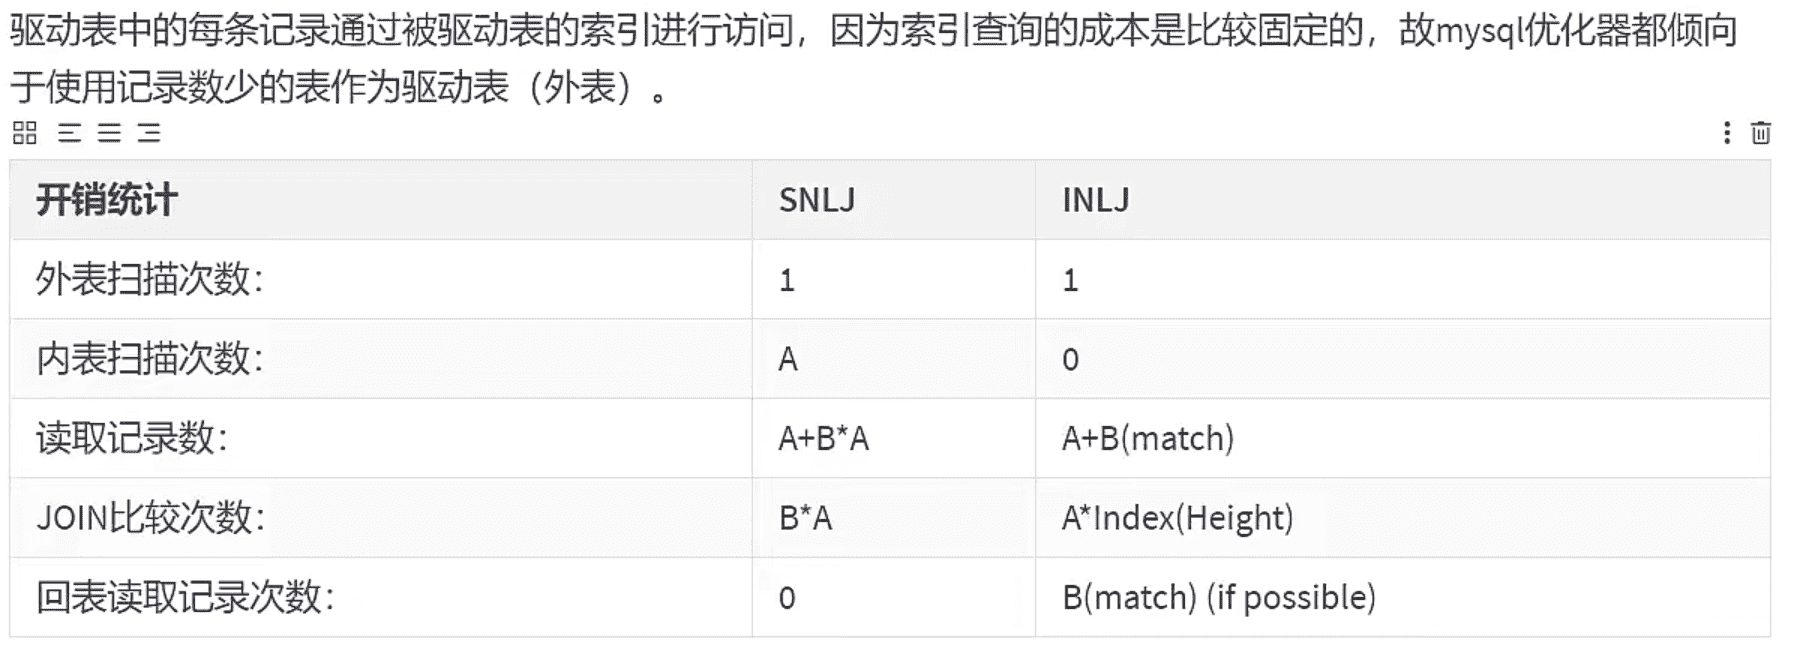 驱动表中的每条记录通过被驱动表的索引进行访问，因为索引查询的成本是比较固定的，故mysql优化器都倾向
于使用记录数少的表作为驱动表（外表）。
开销统计 SNLJ INLJ
外表扫描次数： 1 1
内表扫描次数： A 0
读取记录数： A+B*A A+B(match)
JOIN比较次数： B*A A*Index(Height)
回表读取记录次数： 0 B(match) (if possible)